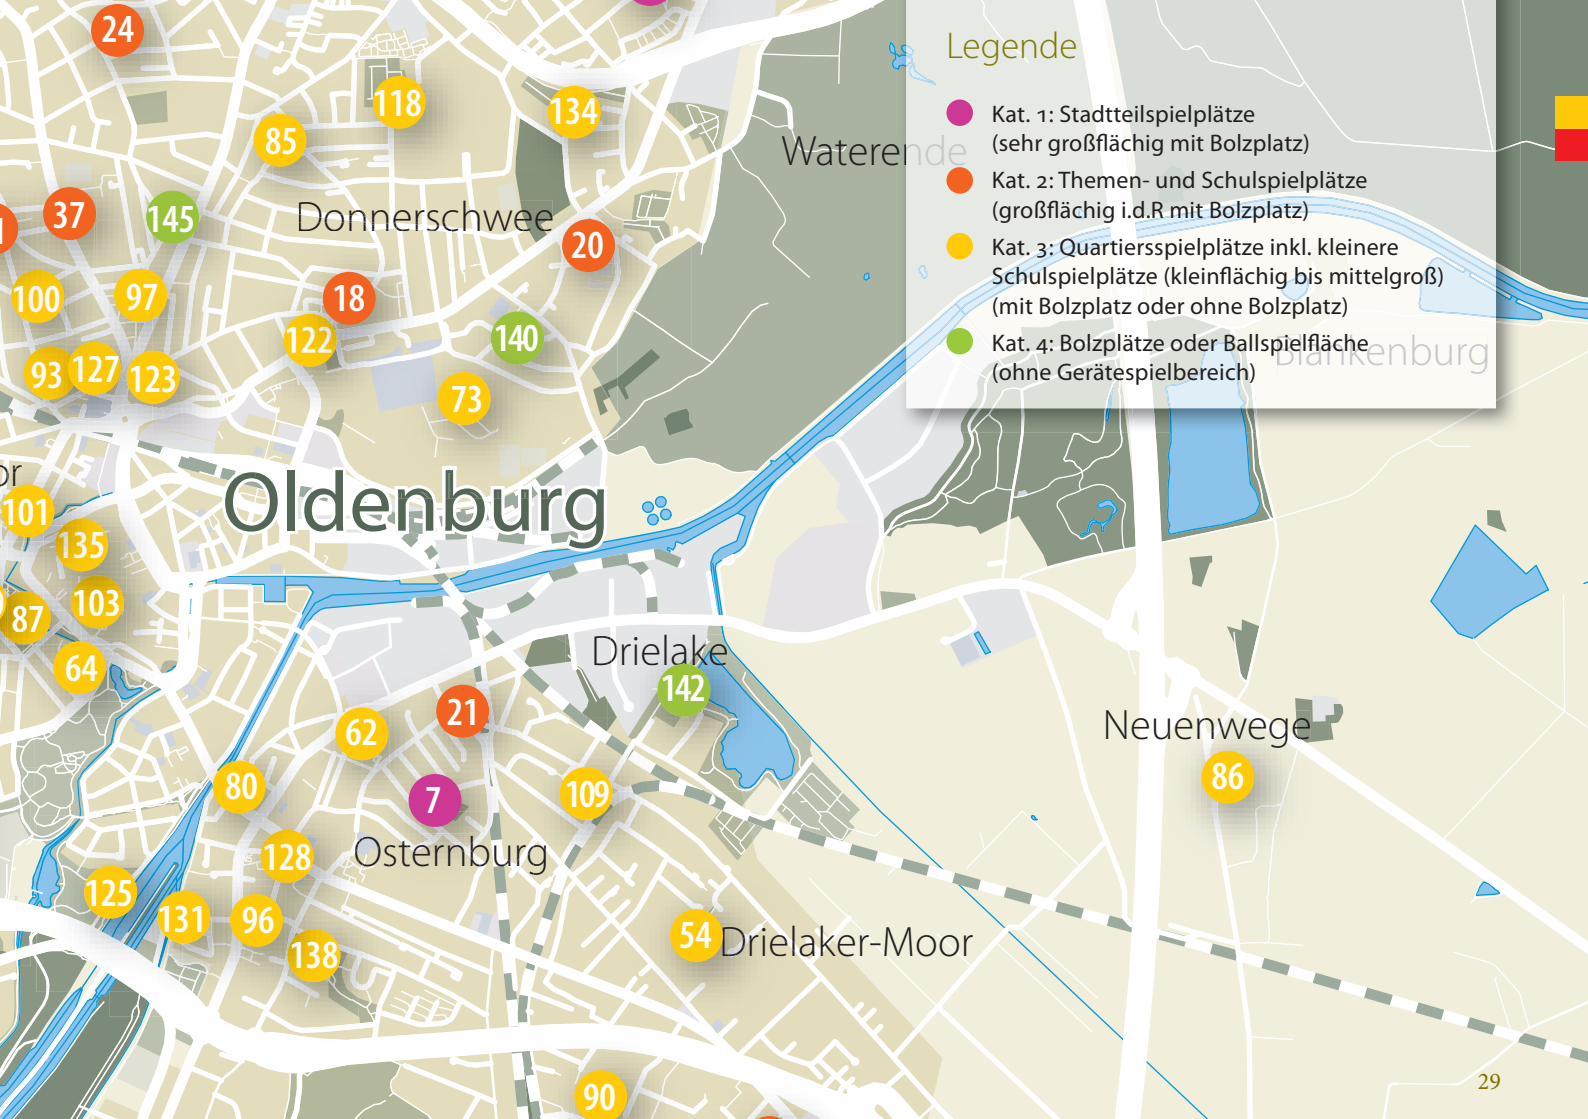 Legende
Kat. 1: Stadtteilspielplätze
(sehr großflächig mit Bolzplatz)
Kat. 2: Themen- und Schulspielplätze
(großflächig i.d.R mit Bolzplatz)
Kat. 3: Quartiersspielplätze inkl. kleinere
Schulspielplätze (kleinflächig bis mittelgroß)
(mit Bolzplatz oder ohne Bolzplatz)
Kat. 4: Bolzplätze oder Ballspielfläche
(ohne Gerätespielbereich)
24
118
134
85
Waterende
37
145
Donnerschwee
20
100
97
18
122
140
Blankenburg
93
127
123
73
or
101
Oldenburg
135
87
103
64
Drielake
142
62
21
Neuenwege
86
80
7
109
128
Osternburg
125
131
96
138
54
Drielaker-Moor
90
29